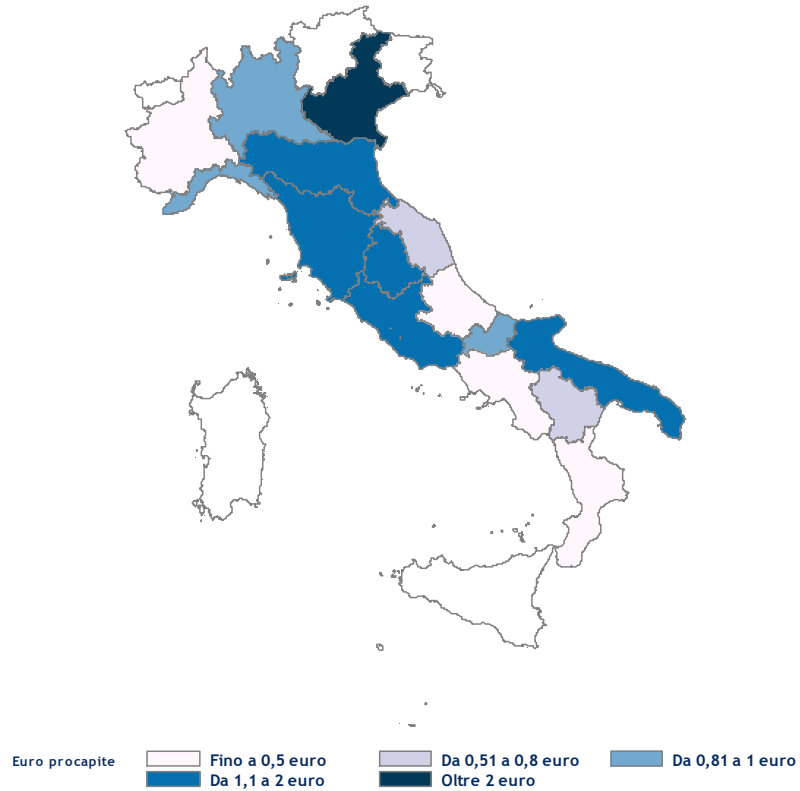 Euro procapite Fino a 0,5 euro Da 0,51 a 0,8 euro Da 0,81 a 1 euro
Da 1,1 a 2 euro Oltre 2 euro